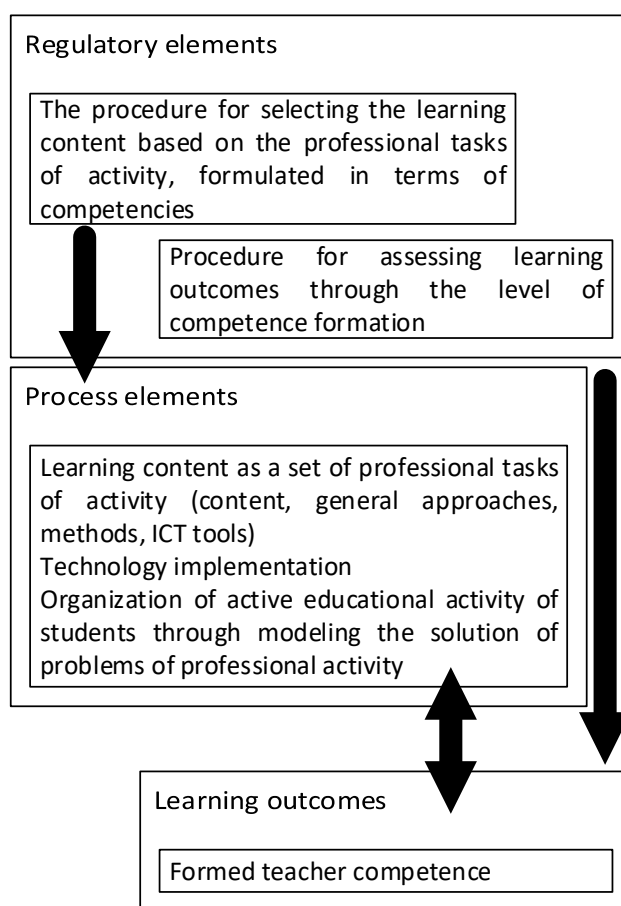 Regulatory elements
The procedure for selecting the learning
content based on the professional tasks
of activity, formulated in terms of
competencies
Procedure for assessing learning
outcomes through the level of
competence formation
Process elements
Learning content as a set of professional tasks
of activity (content, general approaches,
methods, ICT tools)
Technology implementation
Organization of active educational activity of
students through modeling the solution of
problems of professional activity
Learning outcomes
Formed teacher competence